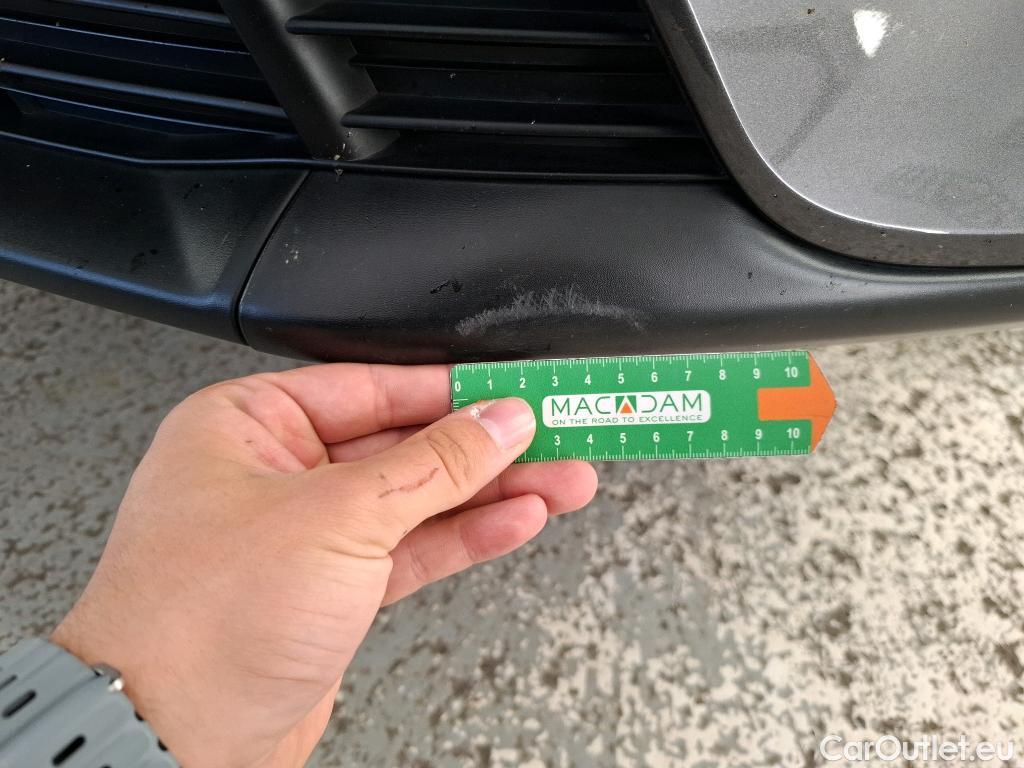 0 1 2 3 4 5 6 7 8 9 10
MACADAM
ON THE ROAD TO EXCELLENCE
3 4 5 6 7 8 9 10
CarOutlet.eu